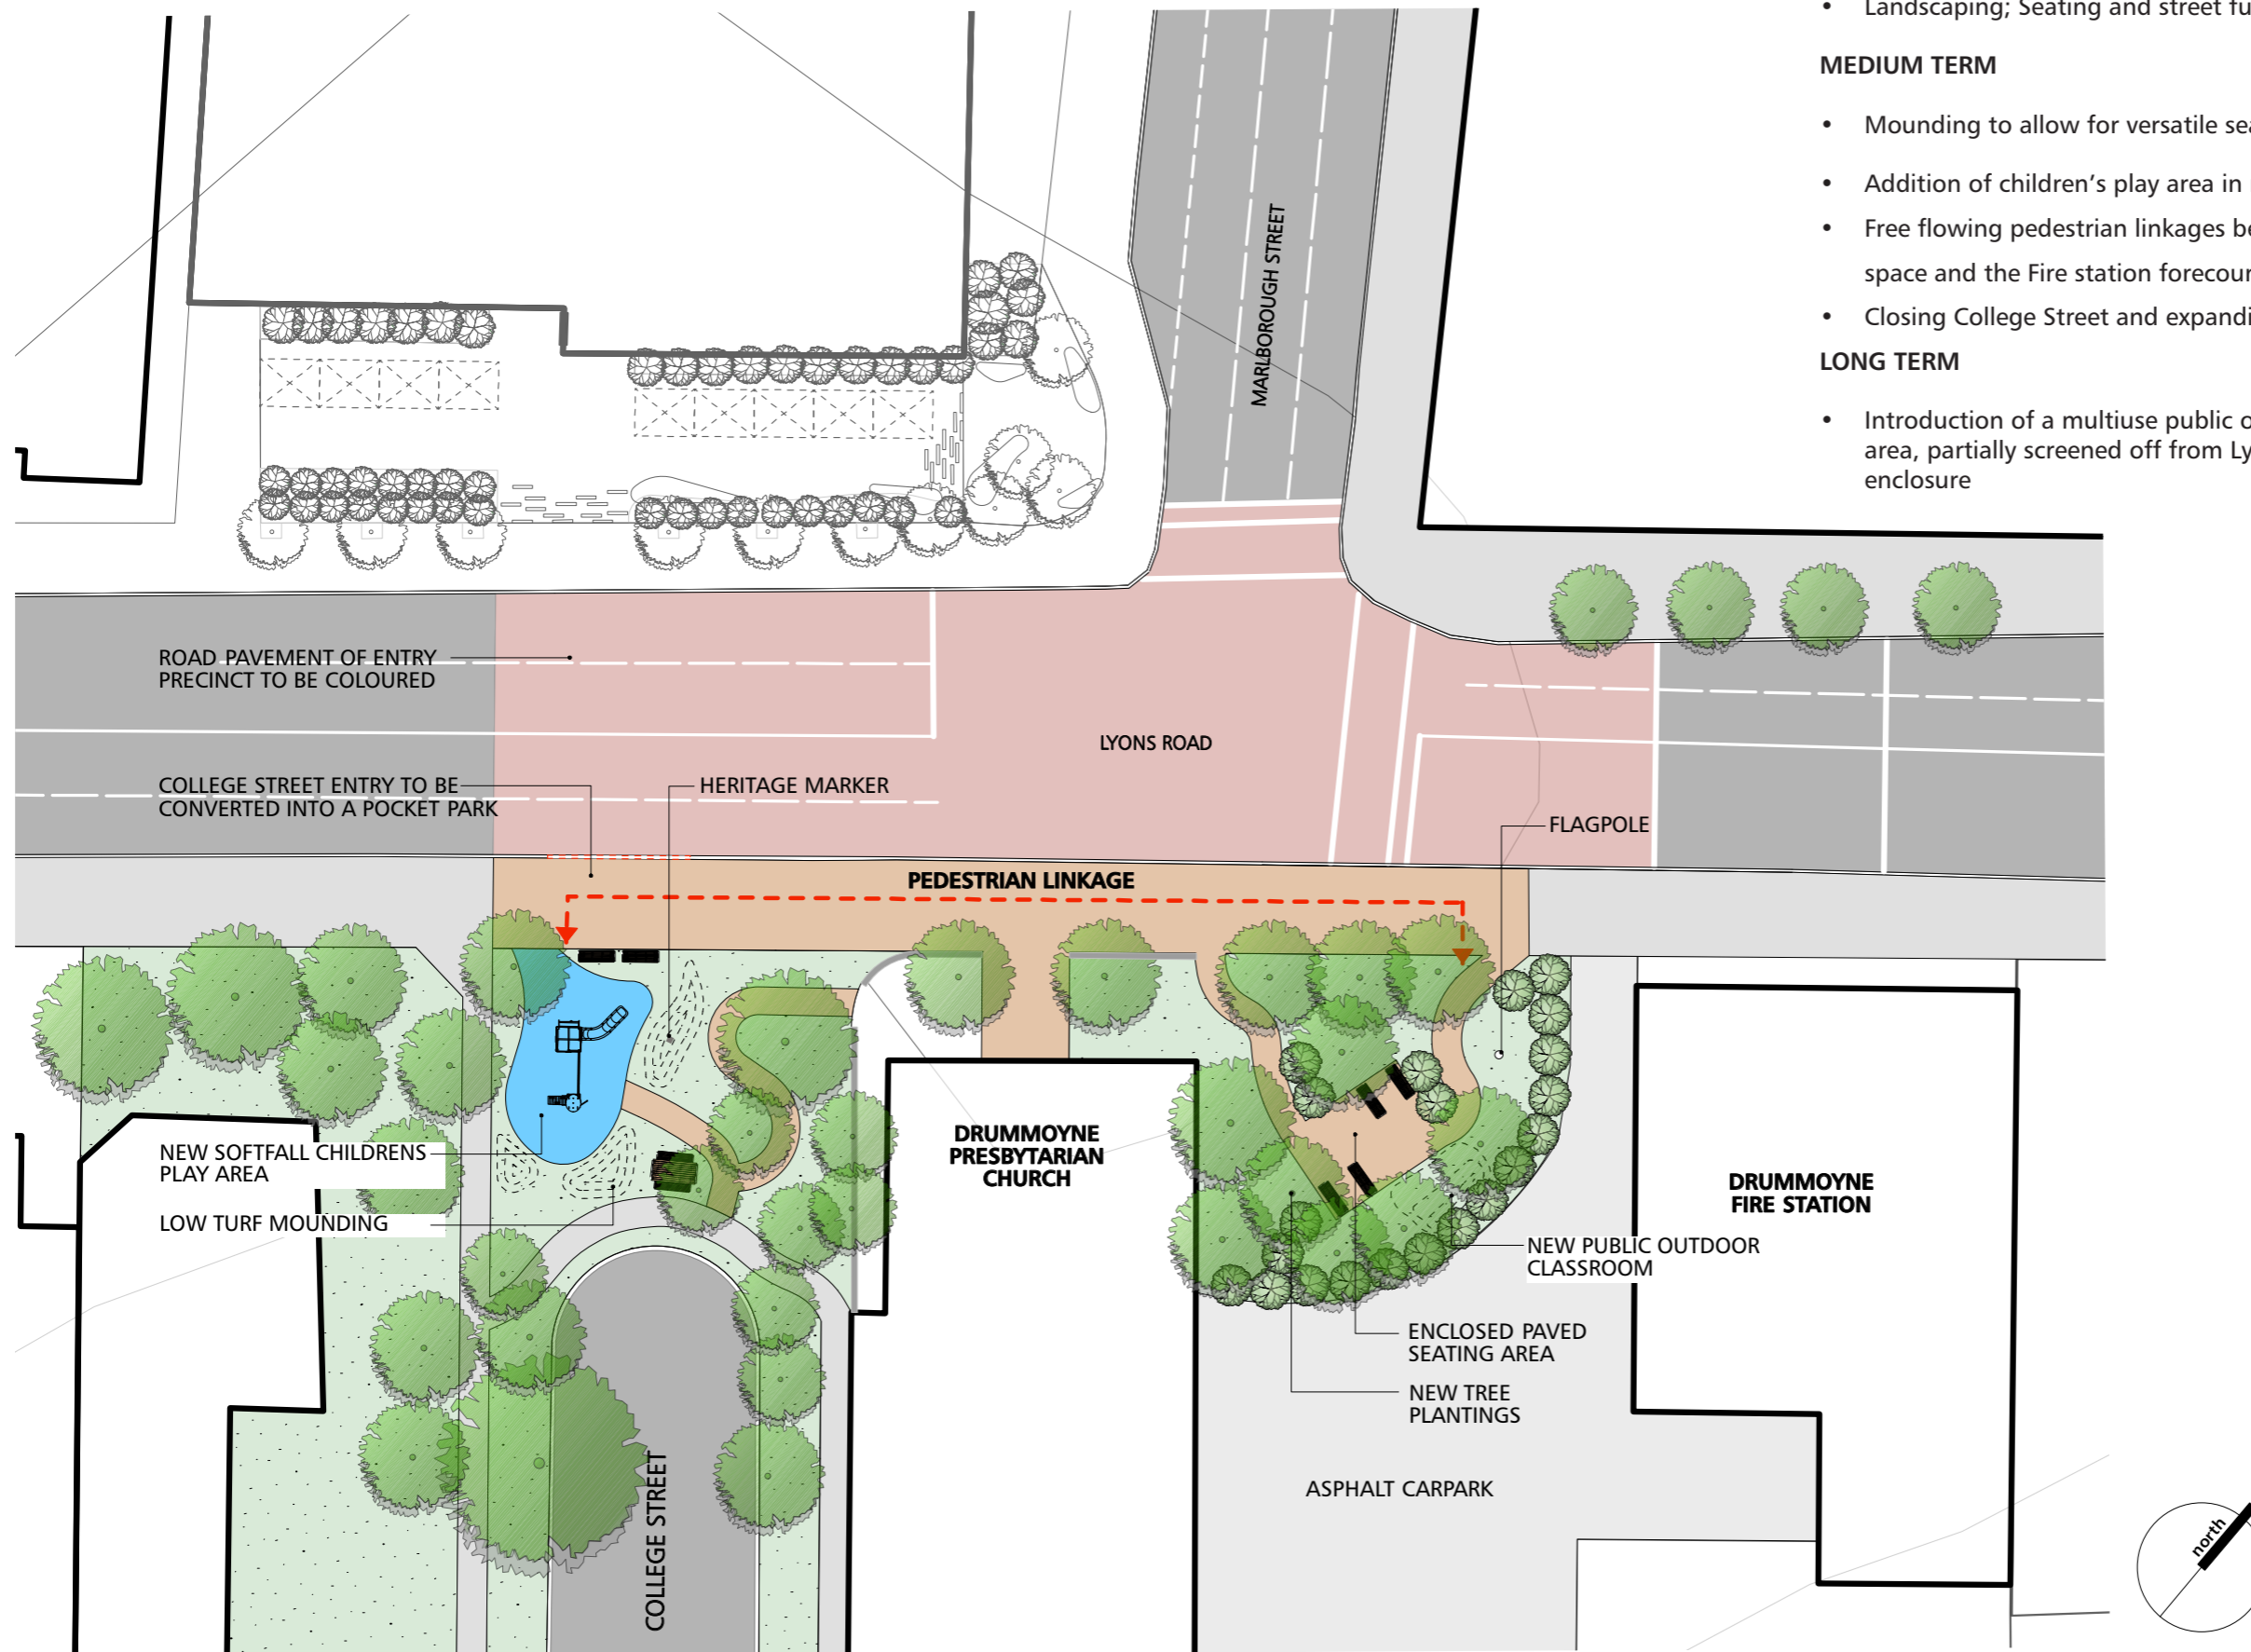 • Landscaping; Seating and street fu
MEDIUM TERM
• Mounding to allow for versatile sea
• Addition of children's play area in
• Free flowing pedestrian linkages be
space and the Fire station forecour
• Closing College Street and expandi
LONG TERM
• Introduction of a multiuse public o
area, partially screened off from Ly
enclosure
MARLBOROUGH STREET
ROAD PAVEMENT OF ENTRY
PRECINCT TO BE COLOURED
LYONS ROAD
COLLEGE STREET ENTRY TO BE
CONVERTED INTO A POCKET PARK
HERITAGE MARKER
FLAGPOLE
PEDESTRIAN LINKAGE
NEW SOFTFALL CHILDRENS
PLAY AREA
LOW TURF MOUNDING
DRUMMOYNE
PRESBYTARIAN
CHURCH
DRUMMOYNE
FIRE STATION
NEW PUBLIC OUTDOOR
CLASSROOM
ENCLOSED PAVED
SEATING AREA
NEW TREE
PLANTINGS
ASPHALT CARPARK
COLLEGE STREET
north